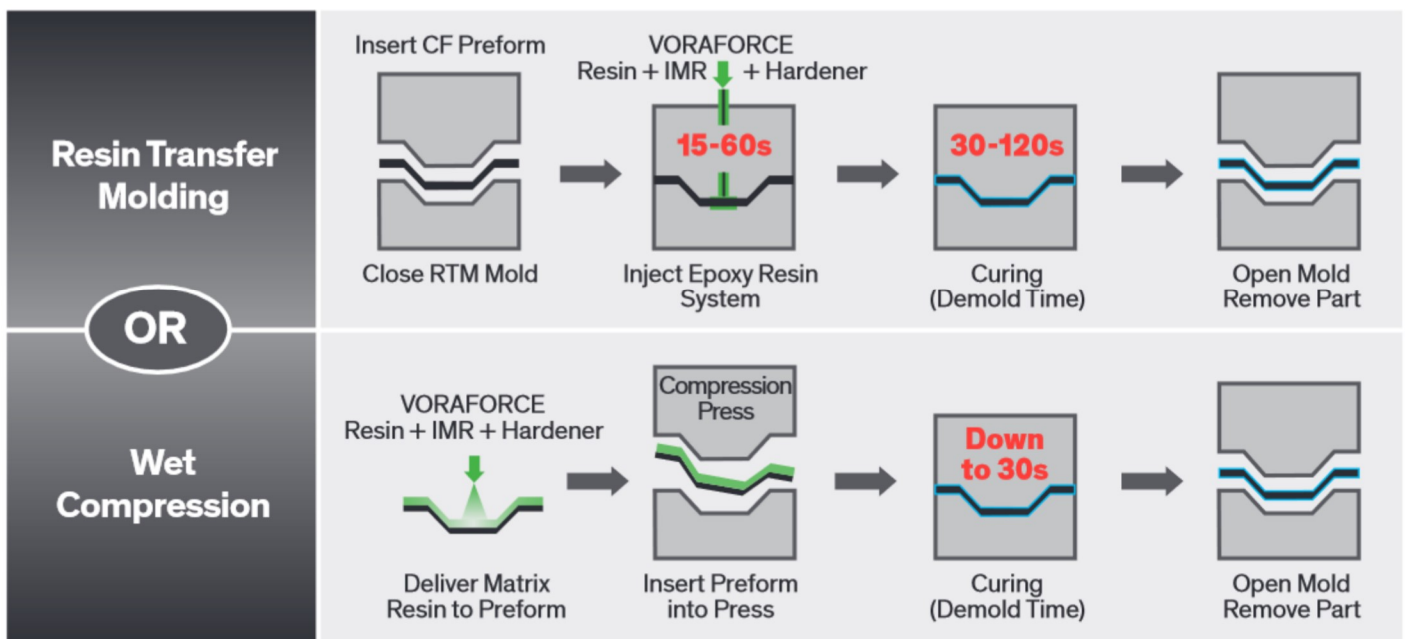 Resin Transfer
Molding
Insert CF Preform
Close RTM Mold
VORAFORCE
Resin + IMR + Hardener
15-60s
Inject Epoxy Resin
System
30-120s
Curing
(Demold Time)
Open Mold
Remove Part
OR
Wet
Compression
VORAFORCE
Resin + IMR + Hardener
Deliver Matrix
Resin to Preform
Compression
Press
Insert Preform
into Press
Down
to 30s
Curing
(Demold Time)
Open Mold
Remove Part